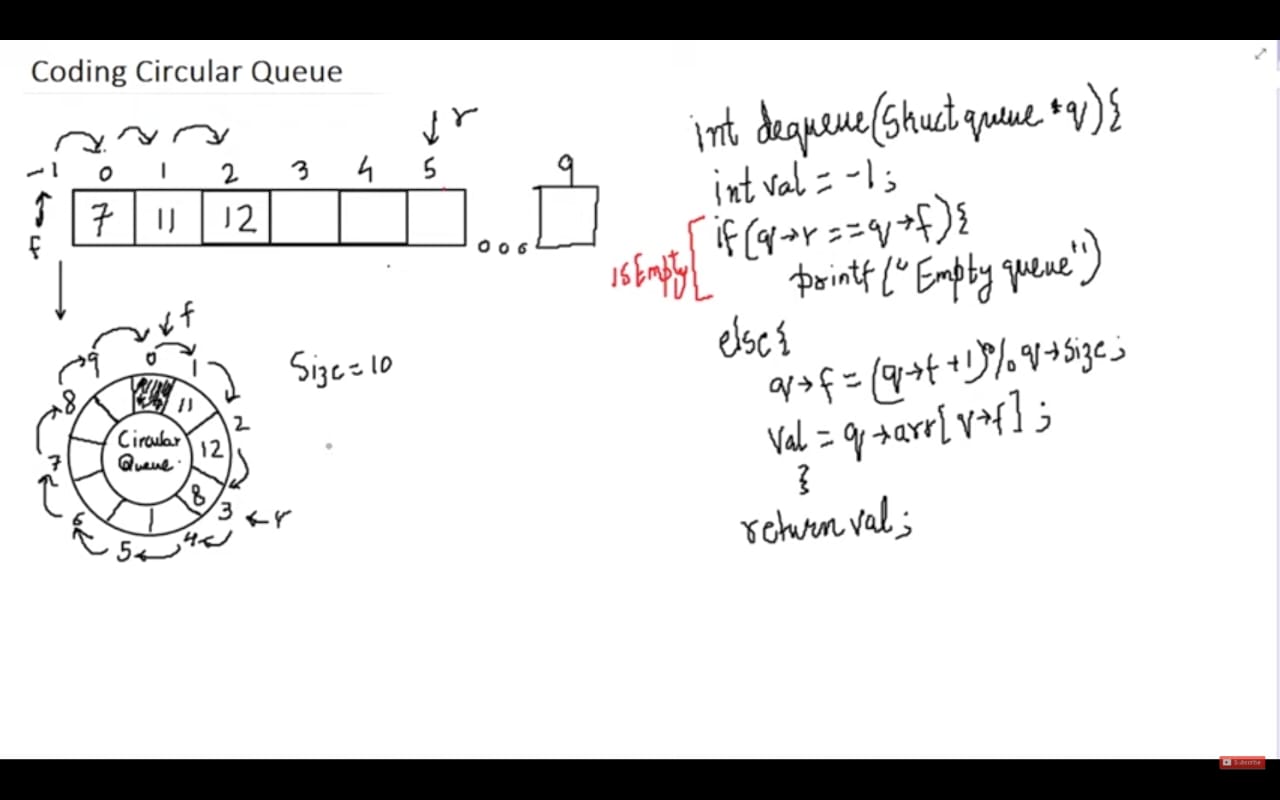 Coding Circular Queue
r
-1 0 1 2 3 4 5 9
f 7 11 12
f
9 0 1
8 11 2
Circular Queue
7 12
8
6 3 ← r
5 4
Size = 10
int dequeue(struct queue *q){
int val = -1;
isEmpty
if(q→r == q→f){
printf("Empty queue")
else{
q→f = (q→f +1)%q→size;
val = q→arr[q→f];
}
return val;
Subscribe